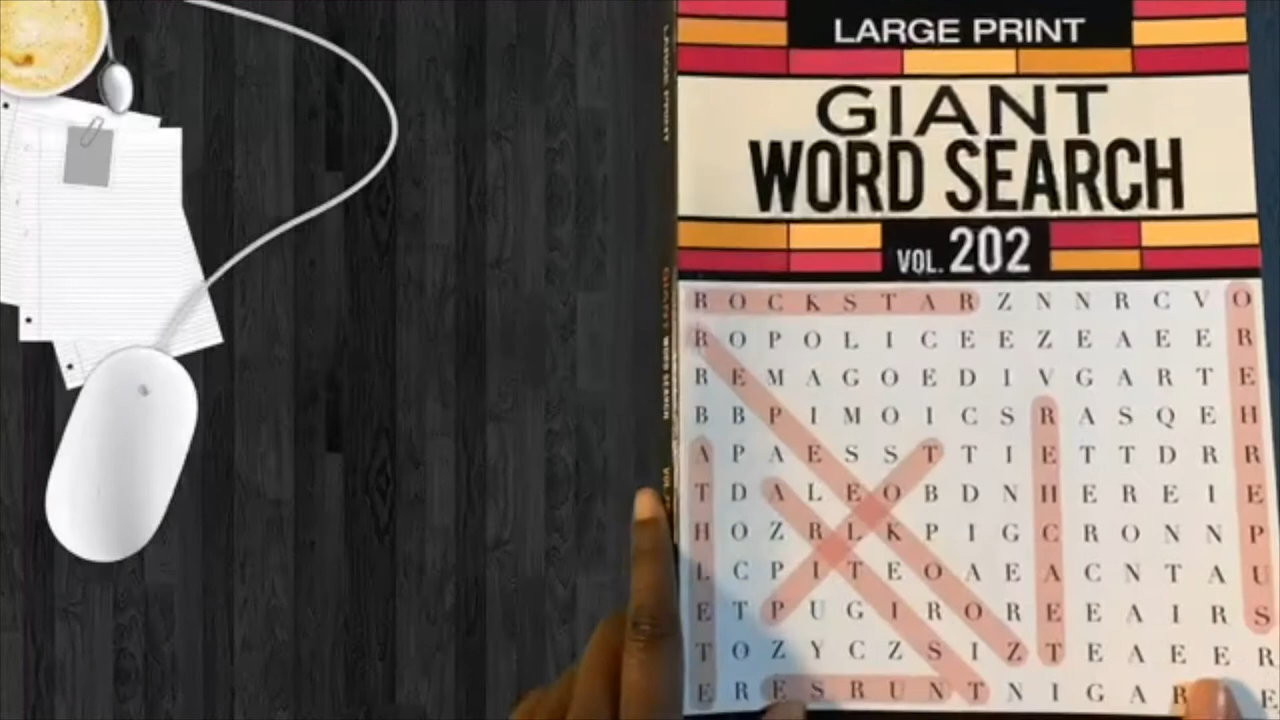 LARGE PRINT
GIANT
WORD SEARCH
VOL. 202
R O C K S T A R Z N N R C V O
R O P O L I C E E Z E A E E R
R E M A G O E D I V G A R T E
B B P I M O I C S R A S Q E H
A P A E S S T T I E T T D R R
T D A L E O B D N H E R E I E
H O Z R L K P I G C R O N N P
L C P I T E O A E A C N T A U
E T P U G I R O R E E A I R S
T O Z Y C Z S I Z T E A E E R
E R E S R U N T N I G A R E